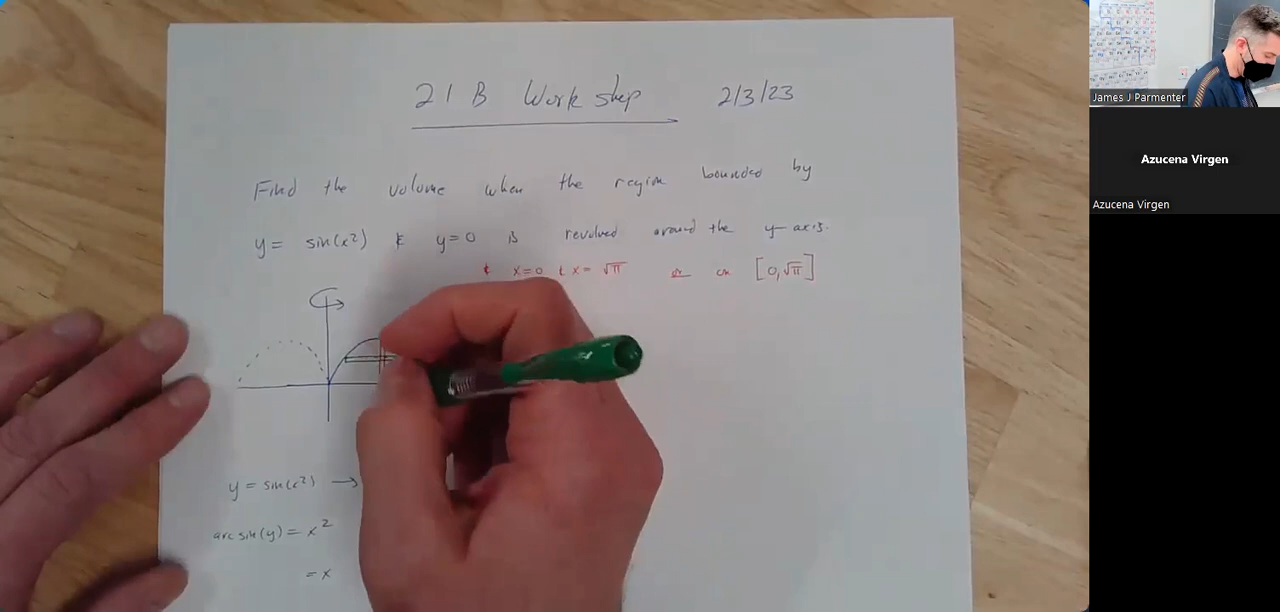 21B Workshop 2/3/23
Find the volume when the region bounded by
y = sin(x²) & y=0 is revolved around the y-axis.
& x=0 & x= √π or on [0,√π]
y = sin(x²) →
arcsin(y) = x²
= x
James J Parmenter
Azucena Virgen
Azucena Virgen